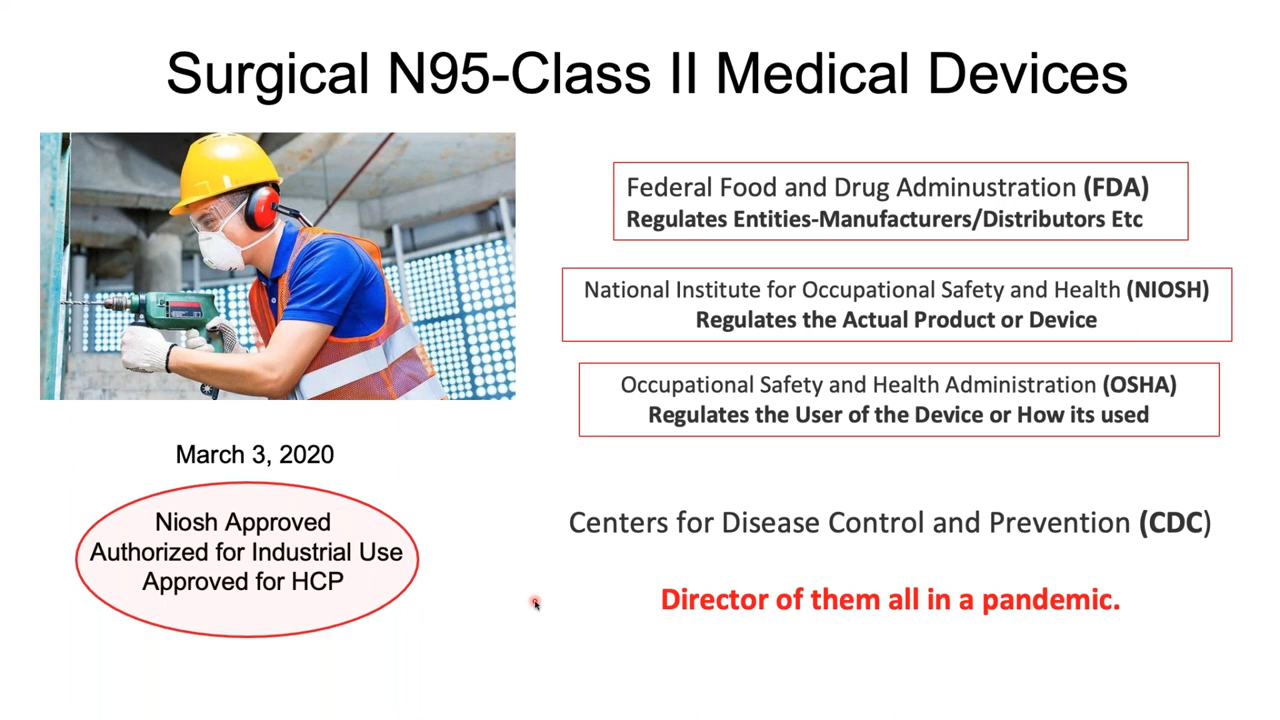 Surgical N95-Class II Medical Devices
Federal Food and Drug Adminustration (FDA)
Regulates Entities-Manufacturers/Distributors Etc
National Institute for Occupational Safety and Health (NIOSH)
Regulates the Actual Product or Device
Occupational Safety and Health Administration (OSHA)
Regulates the User of the Device or How its used
March 3, 2020
Niosh Approved
Authorized for Industrial Use
Approved for HCP
Centers for Disease Control and Prevention (CDC)
Director of them all in a pandemic.